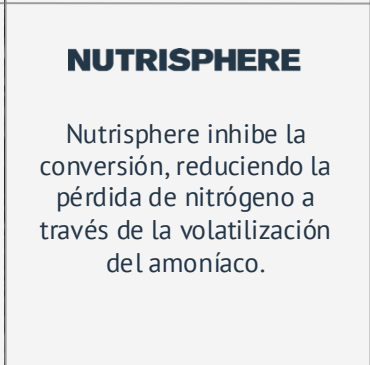 NUTRISPHERE
Nutrisphere inhibe la
conversión, reduciendo la
pérdida de nitrógeno a
través de la volatilización
del amoníaco.